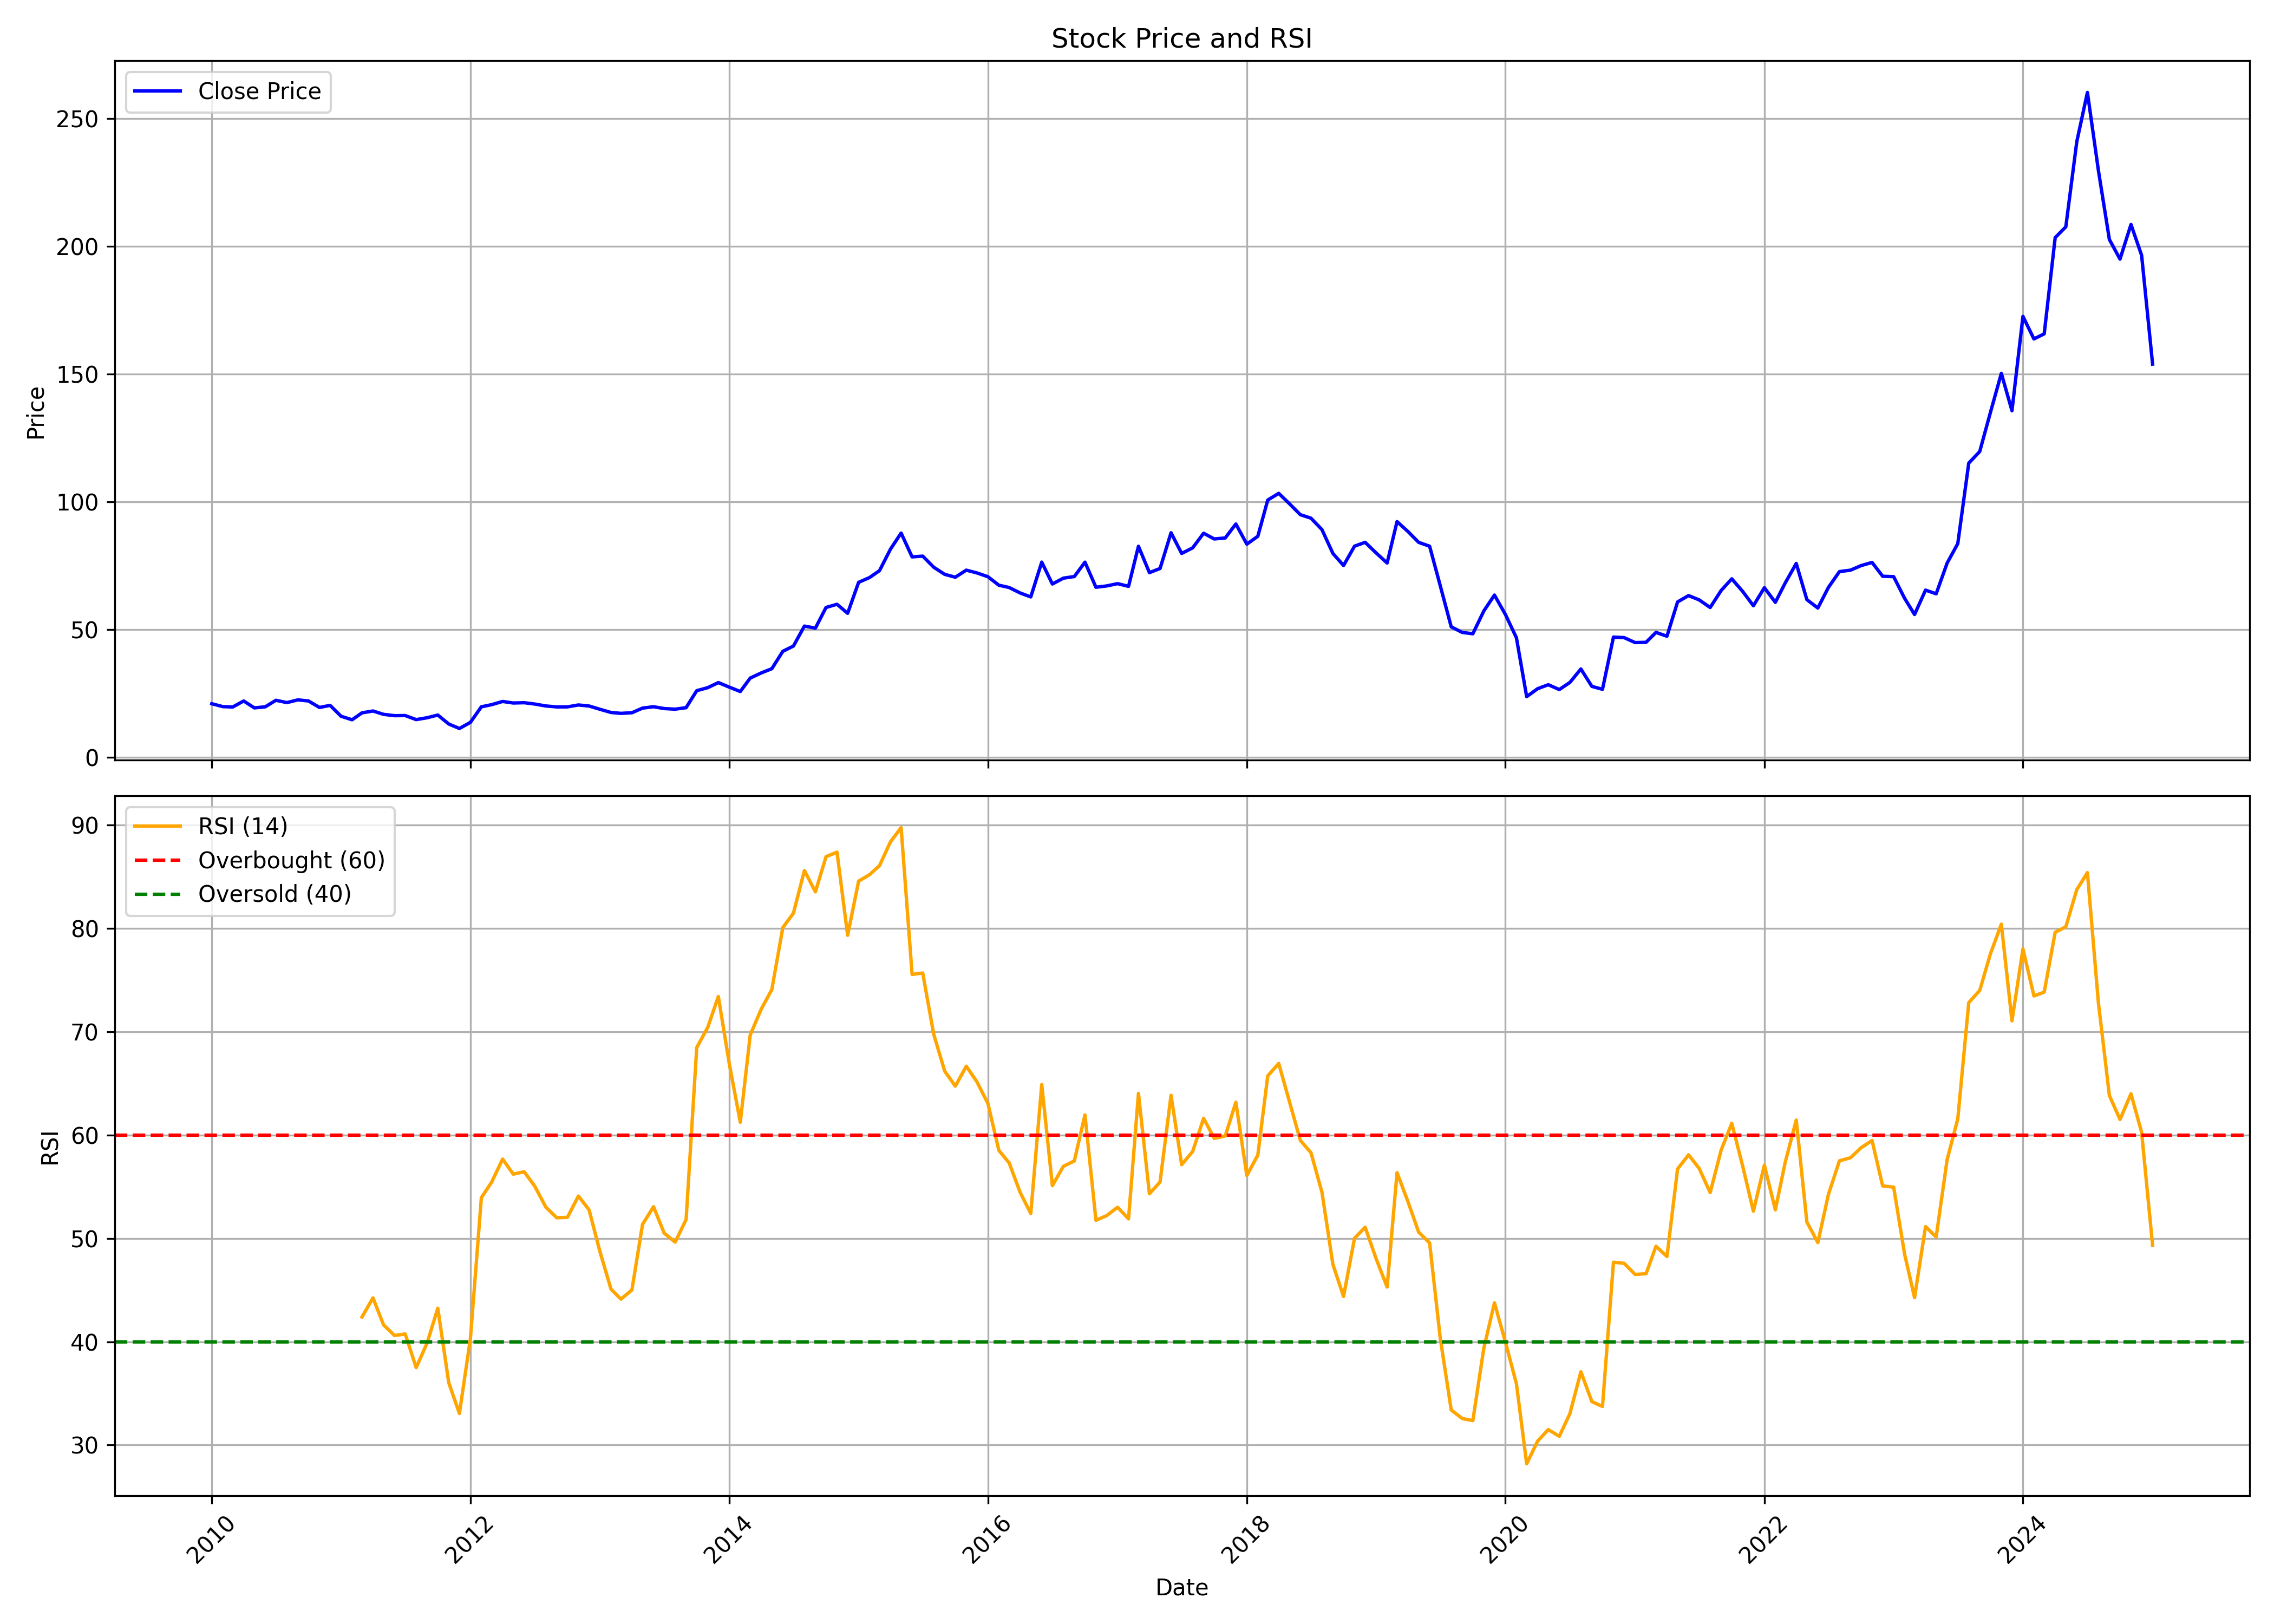 Stock Price and RSI
Close Price
250
200
150
100
50
0
Price
RSI (14)
Overbought (60)
Oversold (40)
90
80
70
60
50
40
30
RSI
2010
2012
2014
2016
2018
2020
2022
2024
Date